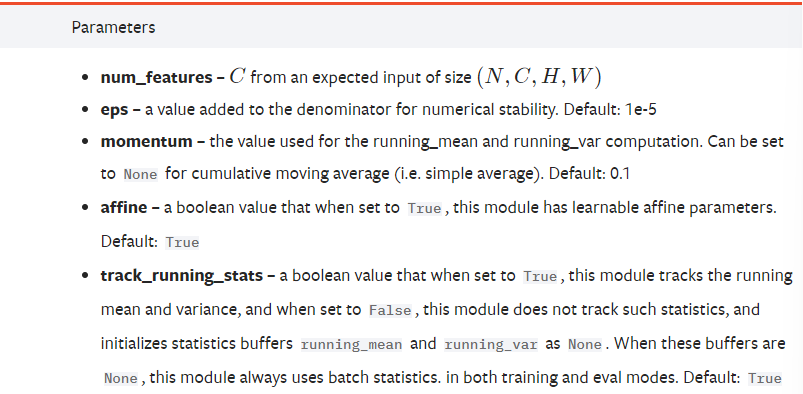 Parameters
• num_features – C from an expected input of size (N, C, H, W)
• eps – a value added to the denominator for numerical stability. Default: 1e-5
• momentum – the value used for the running_mean and running_var computation. Can be set
to None for cumulative moving average (i.e. simple average). Default: 0.1
• affine – a boolean value that when set to True, this module has learnable affine parameters.
Default: True
• track_running_stats – a boolean value that when set to True, this module tracks the running
mean and variance, and when set to False, this module does not track such statistics, and
initializes statistics buffers running_mean and running_var as None. When these buffers are
None, this module always uses batch statistics. in both training and eval modes. Default: True